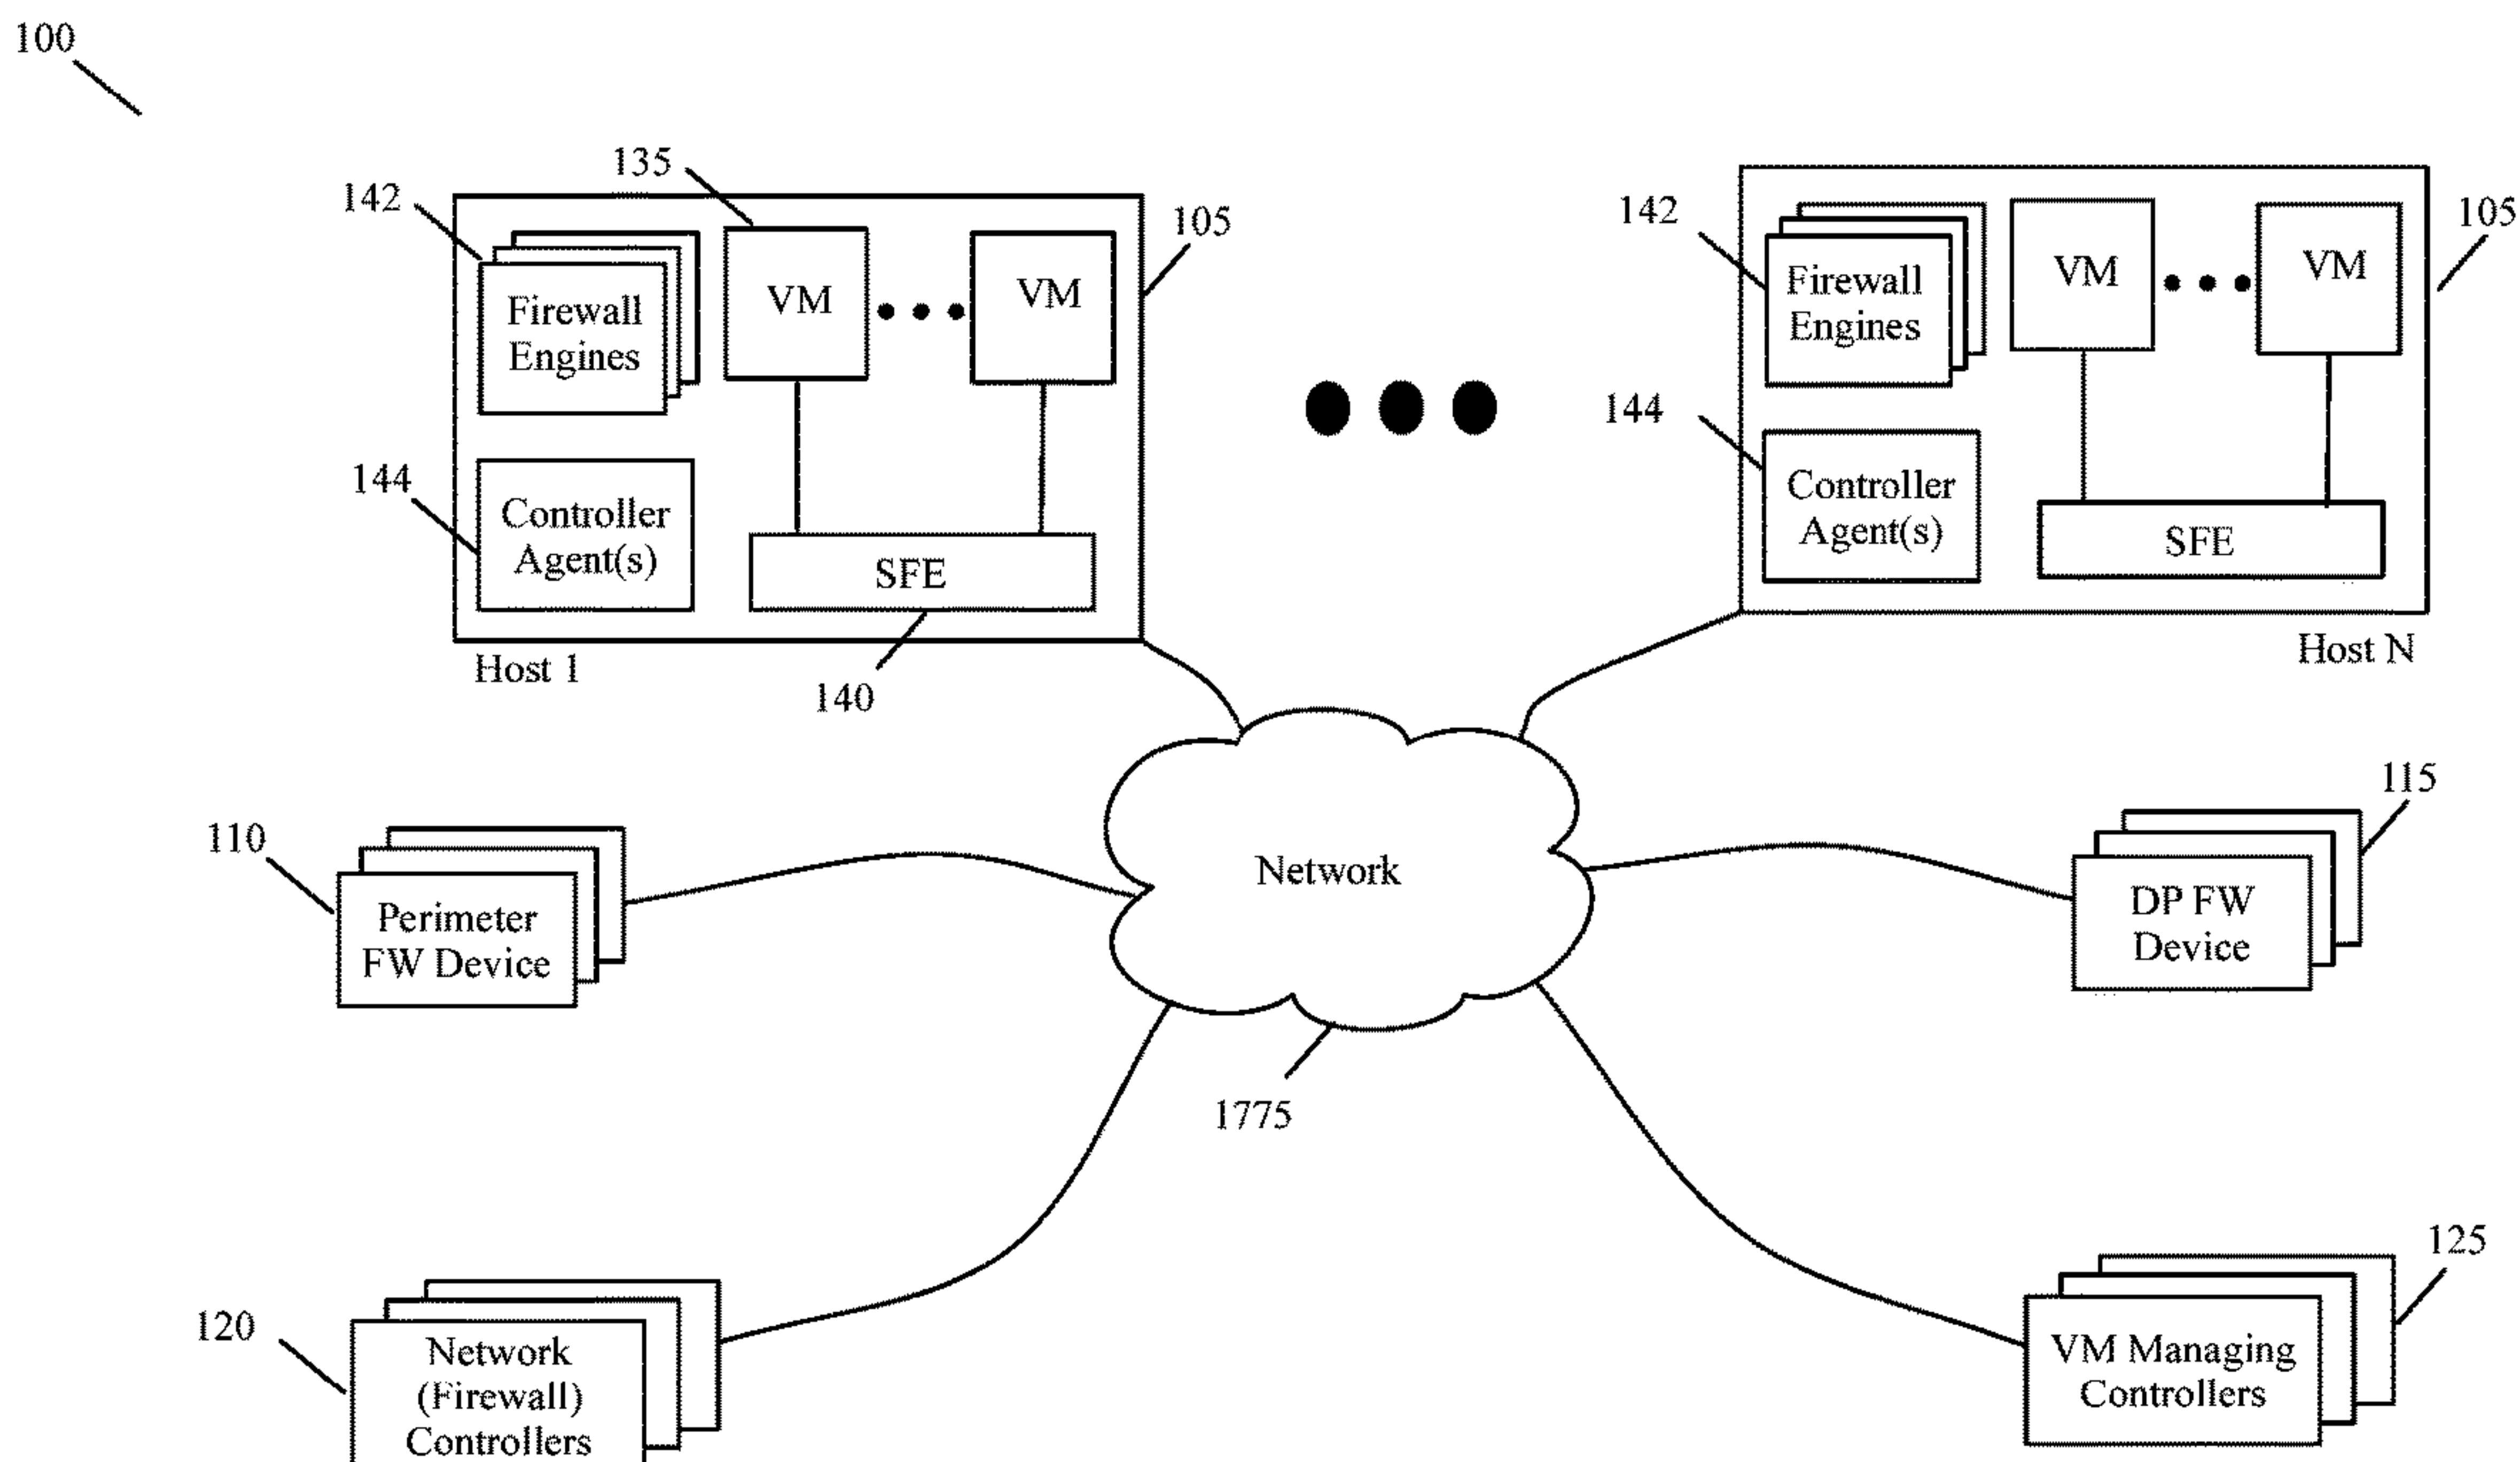 100
135
142
105
Firewall
Engines
VM
VM
144
Controller
Agent(s)
SFE
Host 1
140
142
105
Firewall
Engines
VM
VM
144
Controller
Agent(s)
SFE
Host N
110
Perimeter
FW Device
Network
1775
115
DP FW
Device
120
Network
(Firewall)
Controllers
125
VM Managing
Controllers